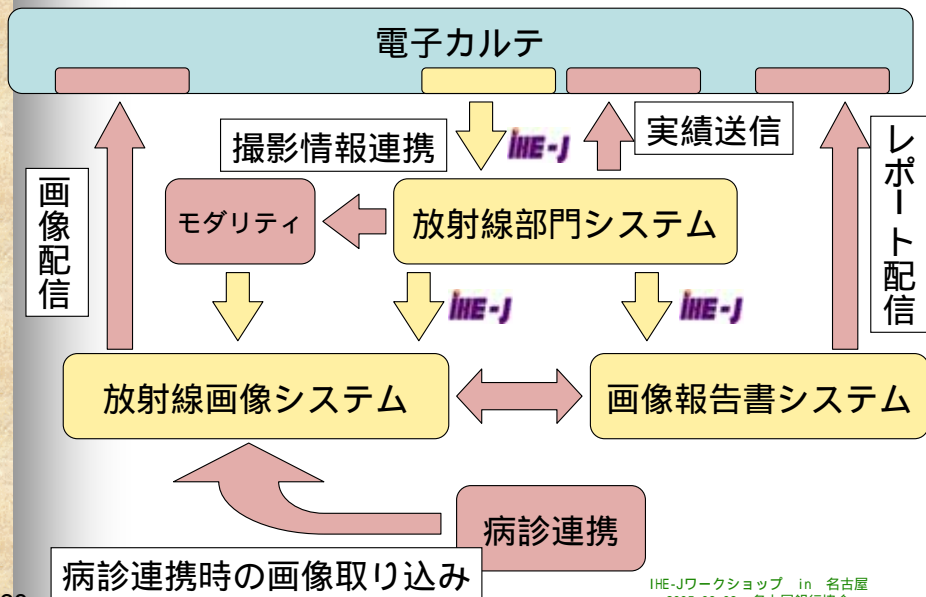 電子カルテ
撮影情報連携
IHE-J
実績送信
画像配信
レポート配信
モダリティ
放射線部門システム
IHE-J
IHE-J
放射線画像システム
画像報告書システム
病診連携
病診連携時の画像取り込み
IHE-Jワークショップ in 名古屋